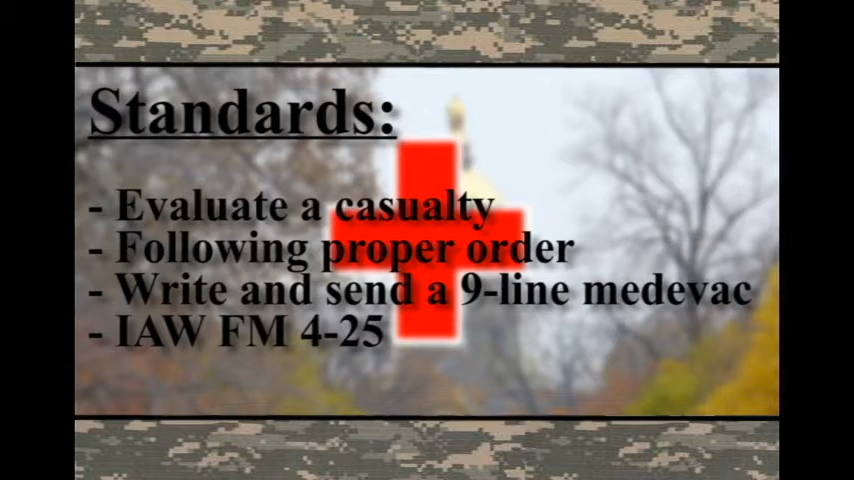 Standards:
- Evaluate a casualty
- Following proper order
- Write and send a 9-line medevac
- IAW FM 4-25